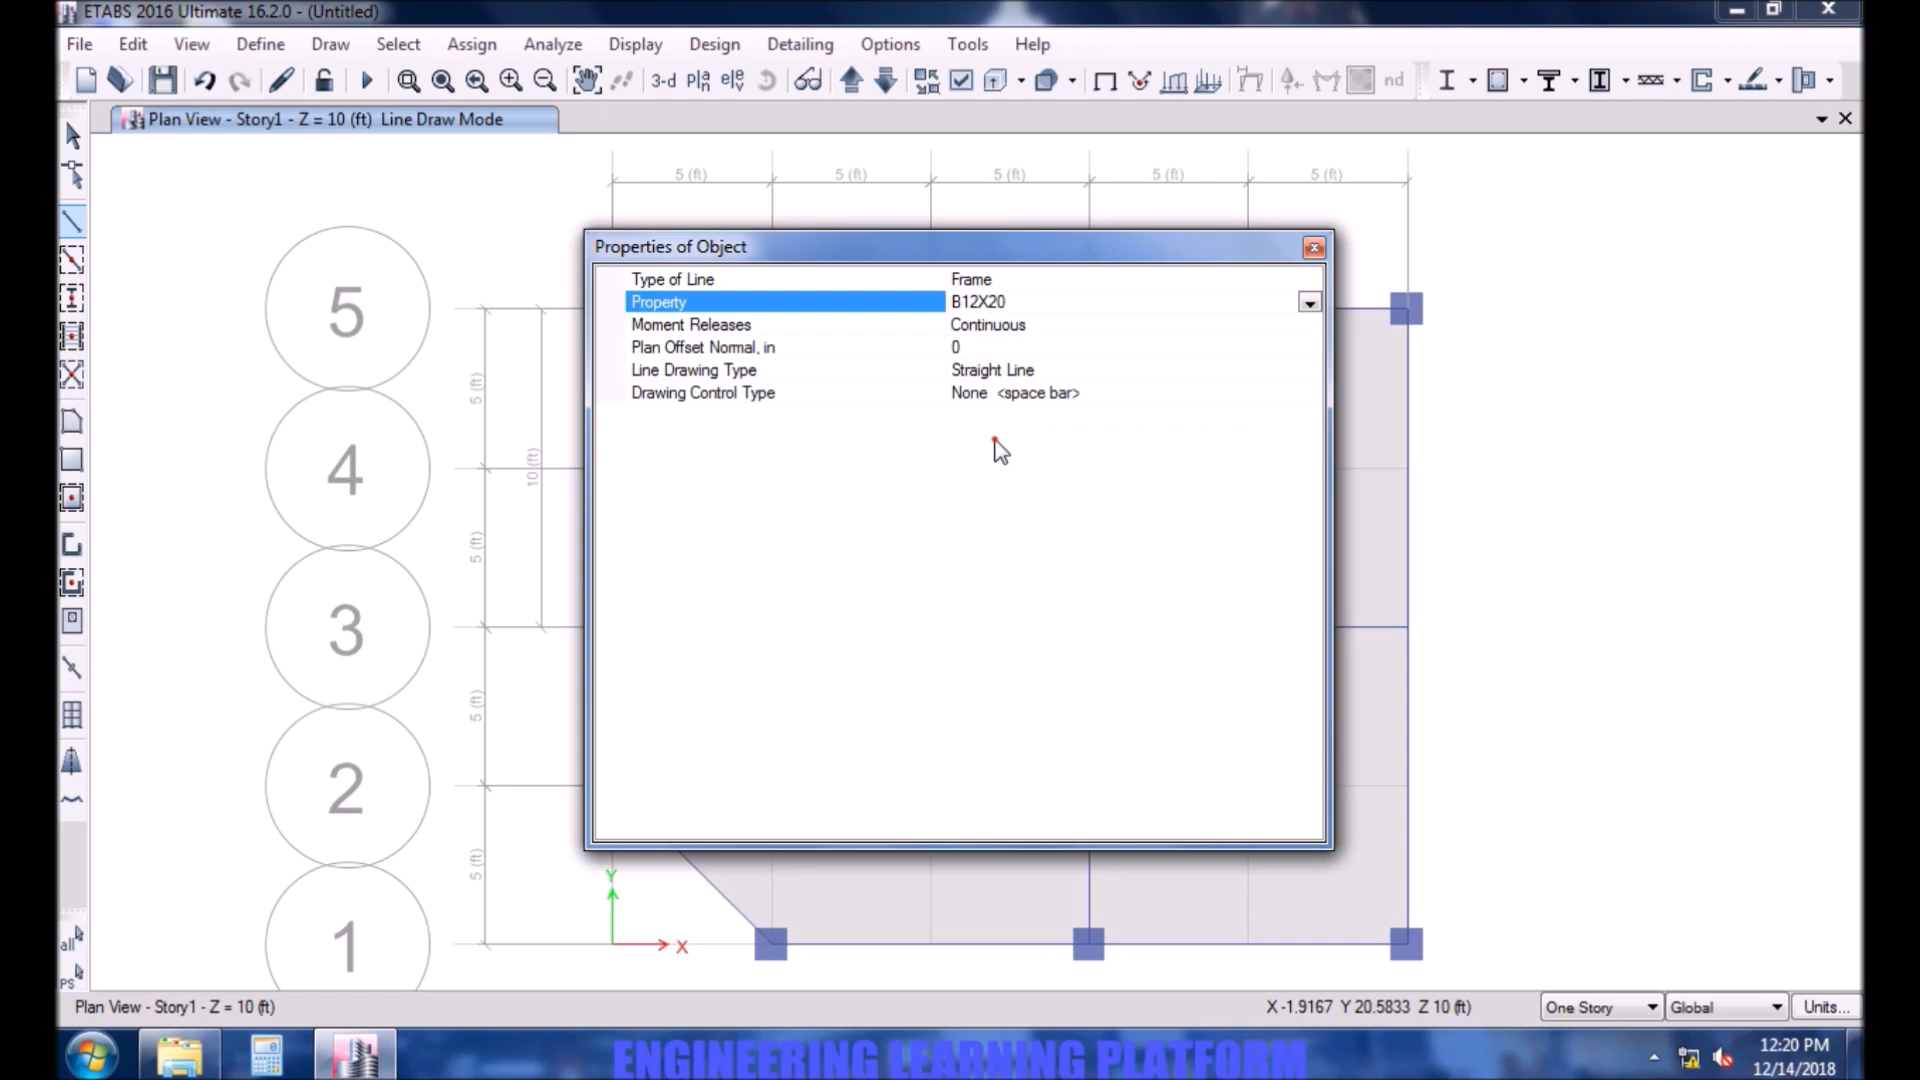 ETABS 2016 Ultimate 16.2.0 - (Untitled)
File Edit View Define Draw Select Assign Analyze Display Design Detailing Options Tools Help
3-d nd
Plan View - Story1 - Z = 10 (ft) Line Draw Mode
5 (ft) 5 (ft) 5 (ft) 5 (ft) 5 (ft)
Properties of Object
Type of Line Frame
Property B12X20
Moment Releases Continuous
Plan Offset Normal, in 0
Line Drawing Type Straight Line
Drawing Control Type None <space bar>
5
5 (ft)
10 (ft)
4
5 (ft)
3
5 (ft)
2
5 (ft)
1
Y
X
all
PS
Plan View - Story1 - Z = 10 (ft)
X -1.9167 Y 20.5833 Z 10 (ft)
One Story
Global
Units...
ENGINEERING LEARNING PLATFORM
12:20 PM
12/14/2018